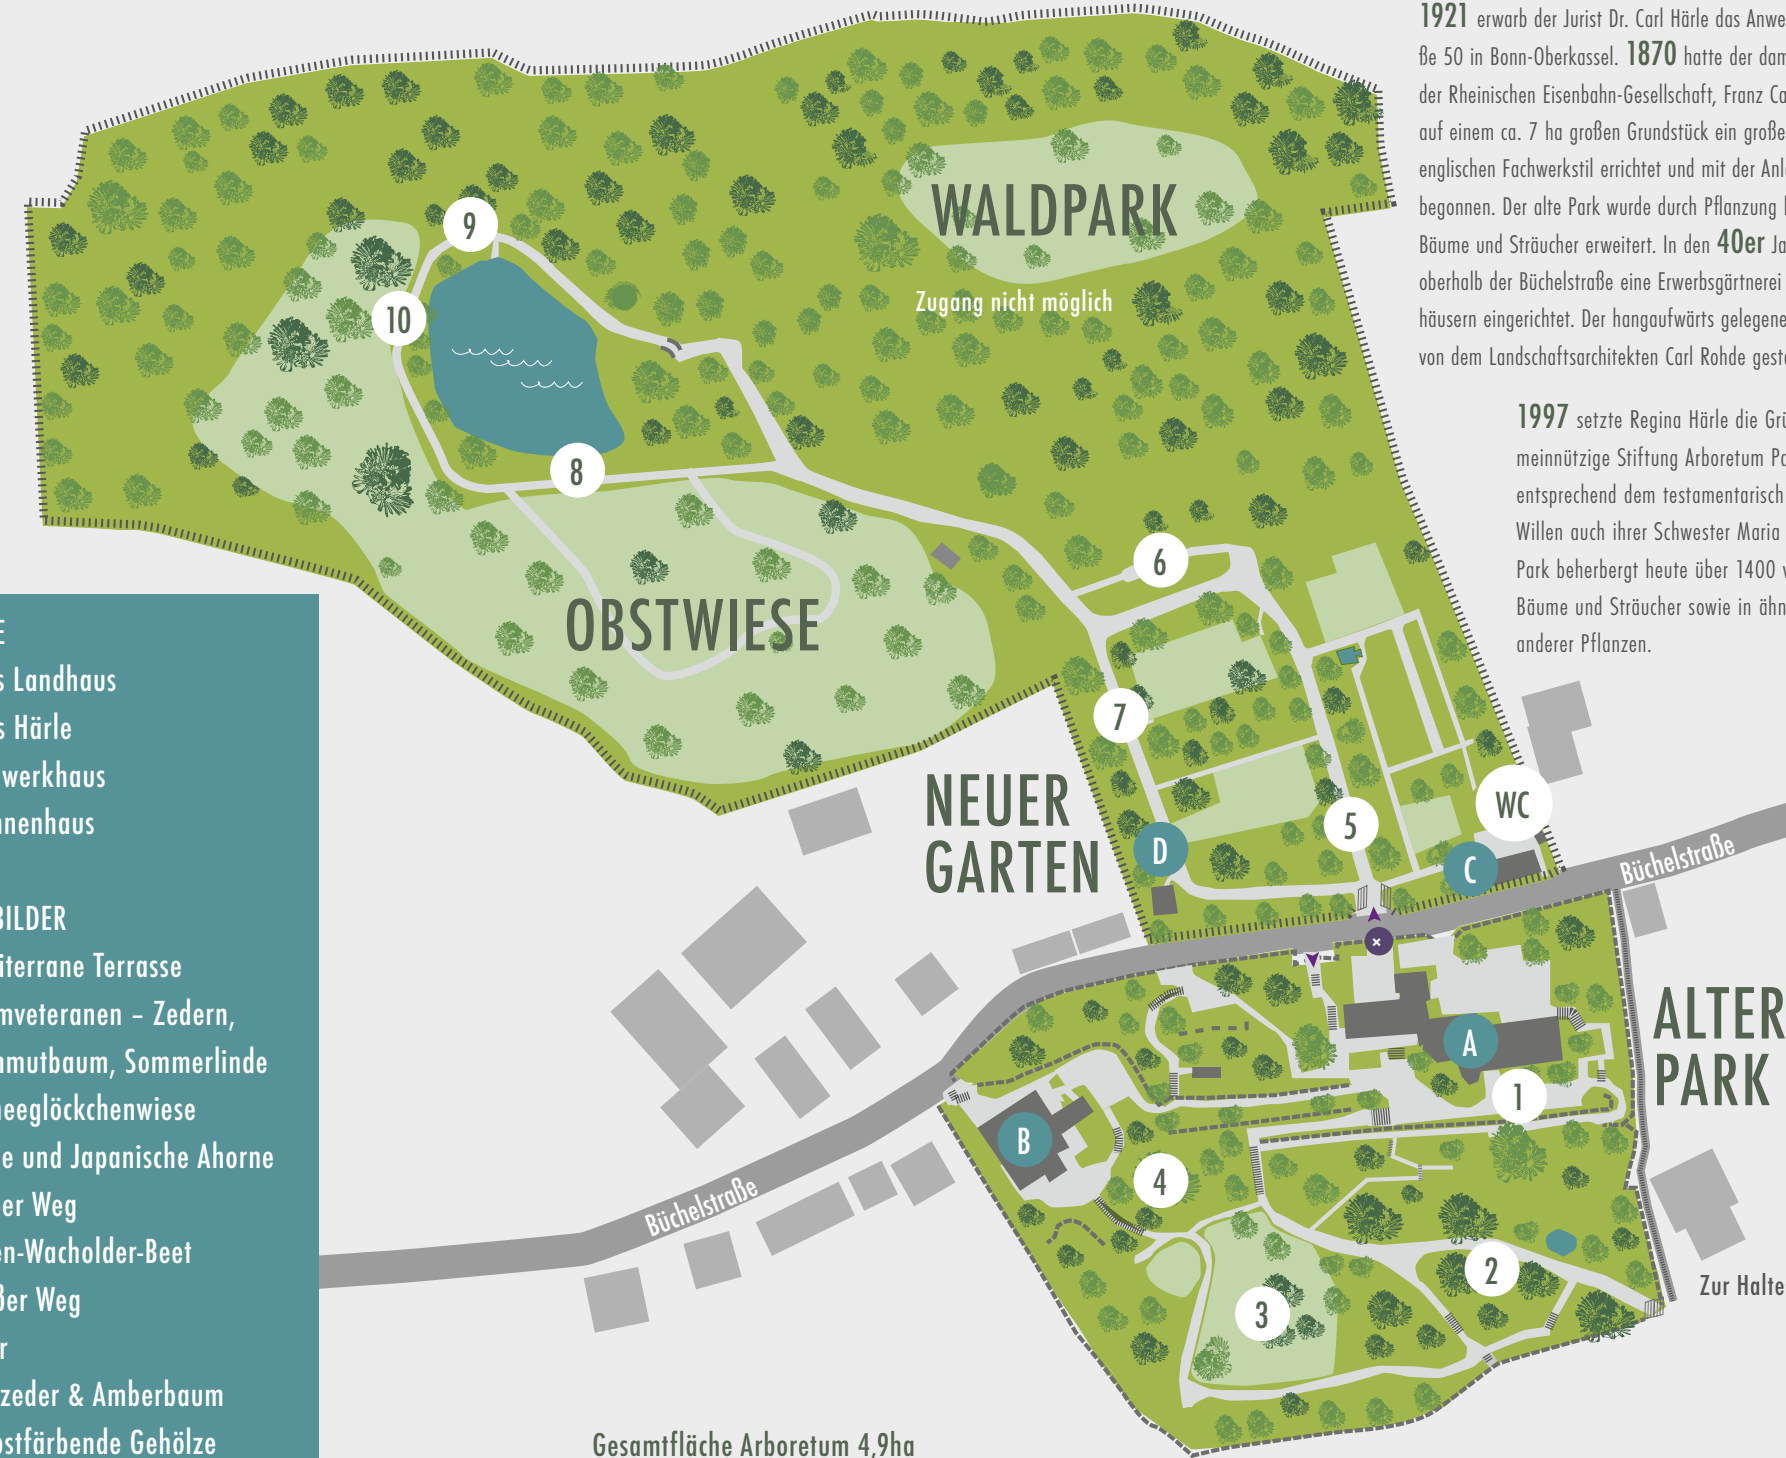 1921 erwarb der Jurist Dr. Carl Härle das Anwe
ße 50 in Bonn-Oberkassel. 1870 hatte der dam
der Rheinischen Eisenbahn-Gesellschaft, Franz Ca
auf einem ca. 7 ha großen Grundstück ein große
englischen Fachwerkstil errichtet und mit der Anl
begonnen. Der alte Park wurde durch Pflanzung
Bäume und Sträucher erweitert. In den 40er Ja
oberhalb der Büchelstraße eine Erwerbsgärtnerei
häusern eingerichtet. Der hangaufwärts gelegene
von dem Landschaftsarchitekten Carl Rohde gest
1997 setzte Regina Härle die Grü
meinnützige Stiftung Arboretum Pa
entsprechend dem testamentarisch
Willen auch ihrer Schwester Maria
Park beherbergt heute über 1400 v
Bäume und Sträucher sowie in ähn
anderer Pflanzen.
WALDPARK
Zugang nicht möglich
9
10
8
6
OBSTWIESE
7
NEUER
GARTEN
5
WC
D
C
Büchelstraße
×
A
ALTER
PARK
1
B
4
Büchelstraße
2
3
Zur Halte
E
s Landhaus
s Härle
werkhaus
nnenhaus
BILDER
iterrane Terrasse
mveteranen – Zedern,
mutbaum, Sommerlinde
neeglöckchenwiese
e und Japanische Ahorne
er Weg
en-Wacholder-Beet
ßer Weg
r
zeder & Amberbaum
bstfärbende Gehölze
Gesamtfläche Arboretum 4,9ha